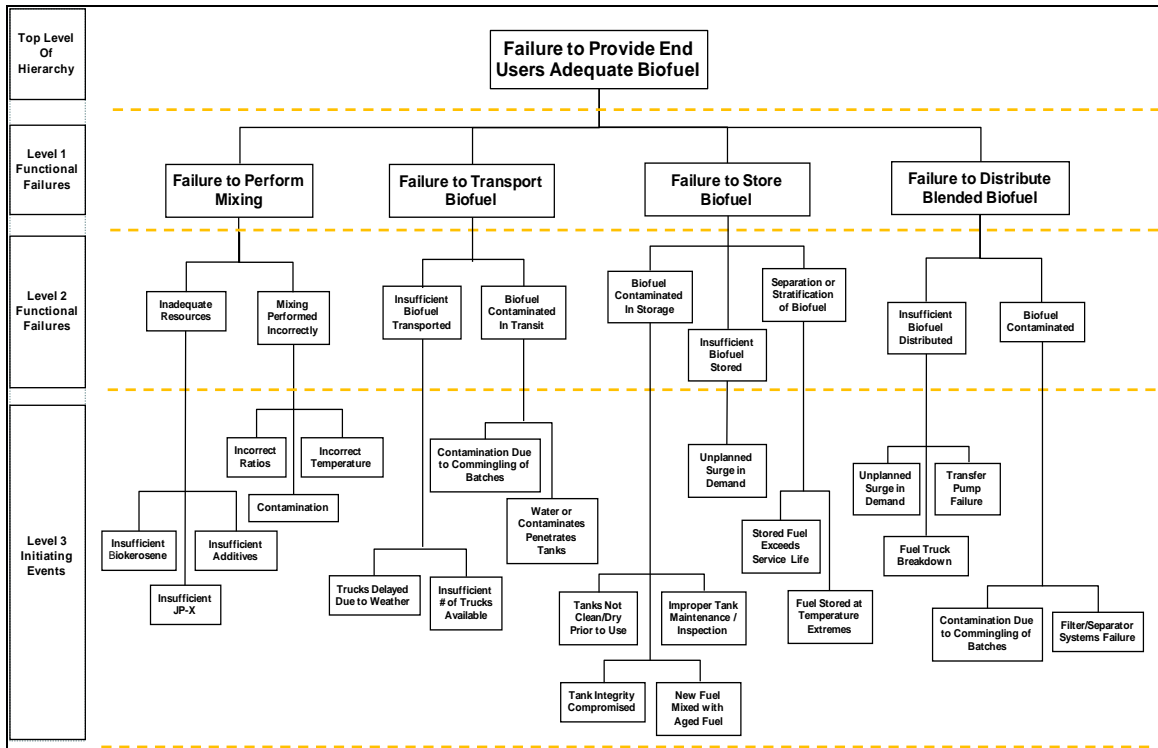 Top Level
Of
Hierarchy
Failure to Provide End
Users Adequate Biofuel
Level 1
Functional
Failures
Failure to Perform
Mixing
Failure to Transport
Biofuel
Failure to Store
Biofuel
Failure to Distribute
Blended Biofuel
Level 2
Functional
Failures
Inadequate
Resources
Mixing
Performed
Incorrectly
Insufficient
Biofuel
Transported
Biofuel
Contaminated
In Transit
Biofuel
Contaminated
In Storage
Insufficient
Biofuel
Stored
Separation or
Stratification
of Biofuel
Insufficient
Biofuel
Distributed
Biofuel
Contaminated
Level 3
Initiating
Events
Insufficient
Biokerosene
Insufficient
JP-X
Insufficient
Additives
Incorrect
Ratios
Contamination
Incorrect
Temperature
Trucks Delayed
Due to Weather
Insufficient
# of Trucks
Available
Contamination Due
to Commingling of
Batches
Water or
Contaminates
Penetrates
Tanks
Tanks Not
Clean/Dry
Prior to Use
Tank Integrity
Compromised
Improper Tank
Maintenance /
Inspection
New Fuel
Mixed with
Aged Fuel
Unplanned
Surge in
Demand
Stored Fuel
Exceeds
Service Life
Fuel Stored at
Temperature
Extremes
Unplanned
Surge in
Demand
Fuel Truck
Breakdown
Transfer
Pump
Failure
Contamination Due
to Commingling of
Batches
Filter/Separator
Systems Failure